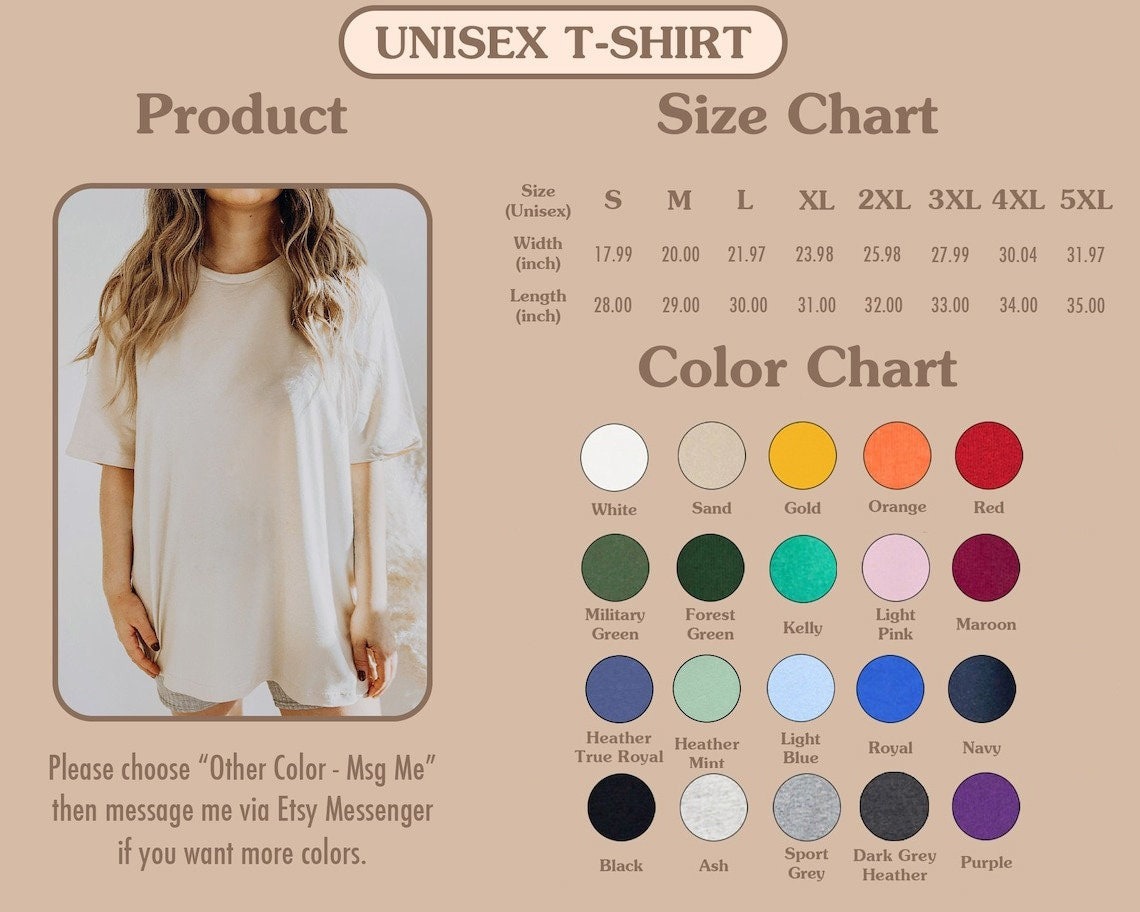 UNISEX T-SHIRT
Product
Please choose “Other Color - Msg Me”
then message me via Etsy Messenger
if you want more colors.
Size Chart
Size
(Unisex) S M L XL 2XL 3XL 4XL 5XL
Width
(inch) 17.99 20.00 21.97 23.98 25.98 27.99 30.04 31.97
Length
(inch) 28.00 29.00 30.00 31.00 32.00 33.00 34.00 35.00
Color Chart
White Sand Gold Orange Red
Military
Green
Forest
Green
Kelly
Light
Pink
Maroon
Heather
True Royal
Heather
Mint
Light
Blue
Royal
Navy
Black
Ash
Sport
Grey
Dark Grey
Heather
Purple